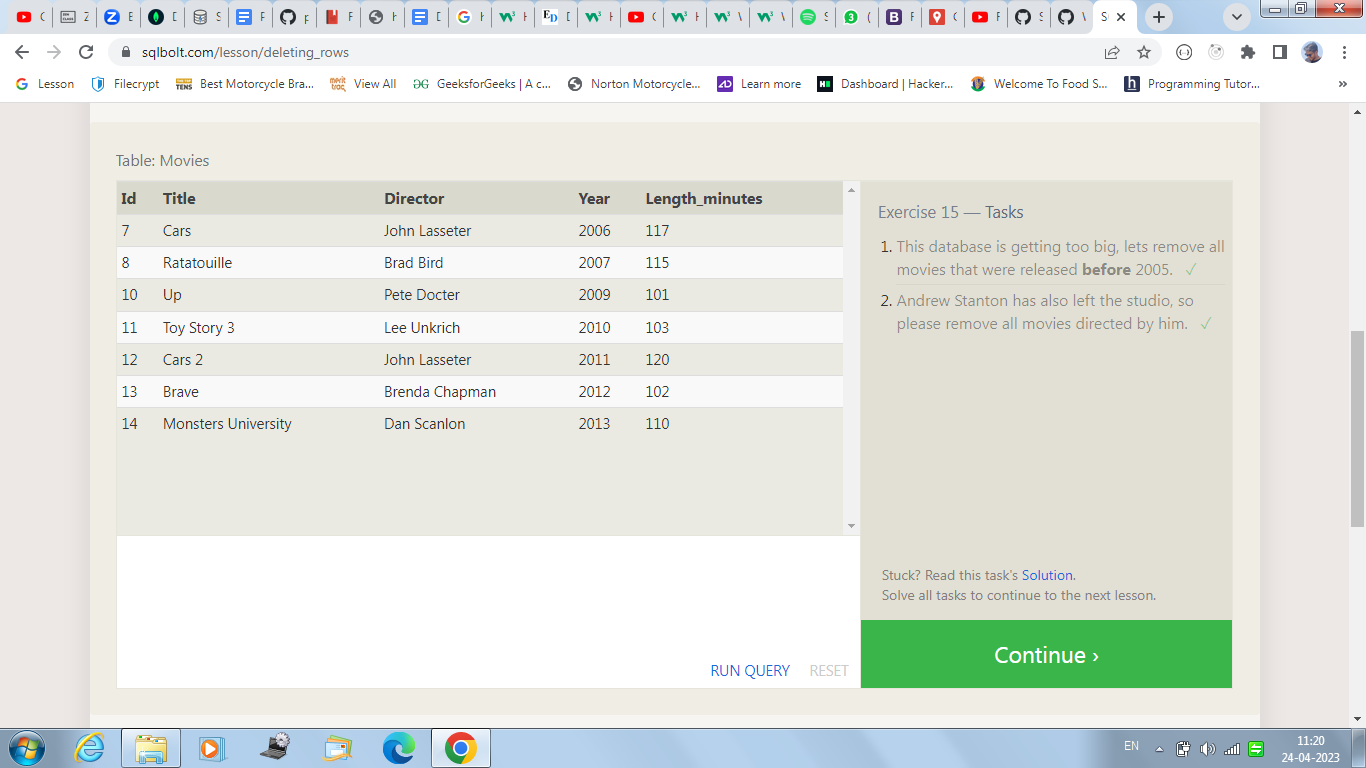 sqlbolt.com/lesson/deleting_rows
Lesson Filecrypt Best Motorcycle Bra... View All GeeksforGeeks | A c... Norton Motorcycle... Learn more Dashboard | Hacker... Welcome To Food S... Programming Tutor... »
Table: Movies
Id Title Director Year Length_minutes
7 Cars John Lasseter 2006 117
8 Ratatouille Brad Bird 2007 115
10 Up Pete Docter 2009 101
11 Toy Story 3 Lee Unkrich 2010 103
12 Cars 2 John Lasseter 2011 120
13 Brave Brenda Chapman 2012 102
14 Monsters University Dan Scanlon 2013 110
RUN QUERY RESET
Exercise 15 — Tasks
1. This database is getting too big, lets remove all
movies that were released before 2005. ✓
2. Andrew Stanton has also left the studio, so
please remove all movies directed by him. ✓
Stuck? Read this task's Solution.
Solve all tasks to continue to the next lesson.
Continue ›
EN
11:20
24-04-2023